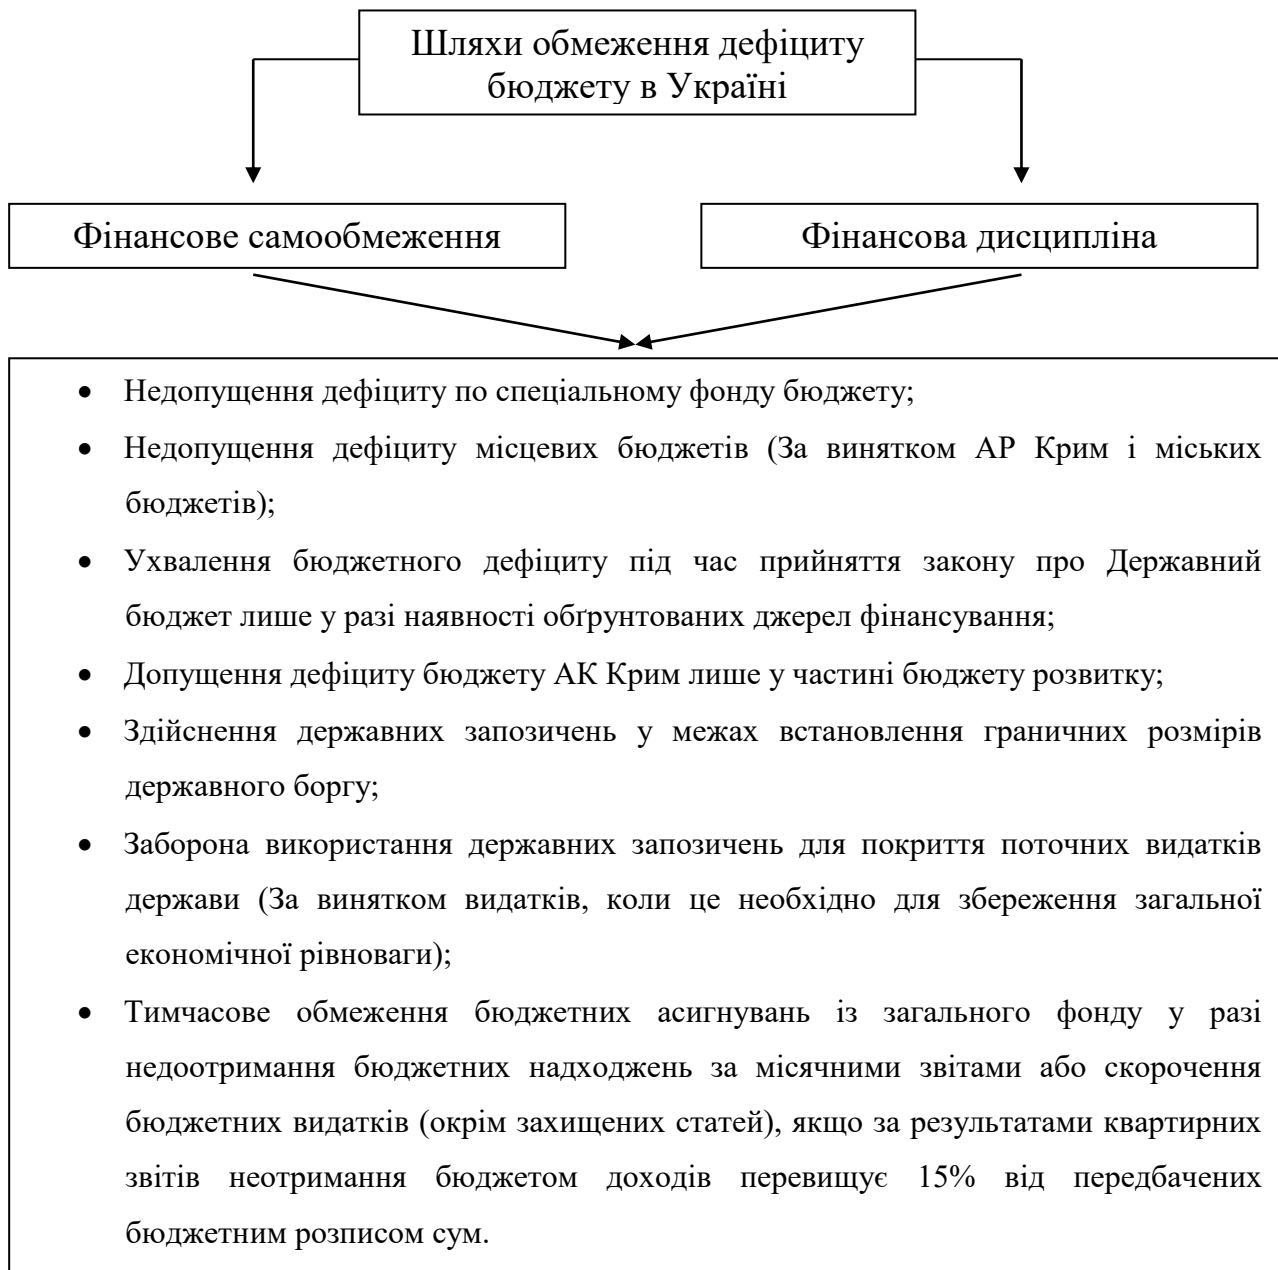 Шляхи обмеження дефіциту
бюджету в Україні
Фінансове самообмеження
Фінансова дисципліна
• Недопущення дефіциту по спеціальному фонду бюджету;
• Недопущення дефіциту місцевих бюджетів (За винятком АР Крим і міських
бюджетів);
• Ухвалення бюджетного дефіциту під час прийняття закону про Державний
бюджет лише у разі наявності обґрунтованих джерел фінансування;
• Допущення дефіциту бюджету АК Крим лише у частині бюджету розвитку;
• Здійснення державних запозичень у межах встановлення граничних розмірів
державного боргу;
• Заборона використання державних запозичень для покриття поточних видатків
держави (За винятком видатків, коли це необхідно для збереження загальної
економічної рівноваги);
• Тимчасове обмеження бюджетних асигнувань із загального фонду у разі
недоотримання бюджетних надходжень за місячними звітами або скорочення
бюджетних видатків (окрім захищених статей), якщо за результатами квартирних
звітів неотримання бюджетом доходів перевищує 15% від передбачених
бюджетним розписом сум.